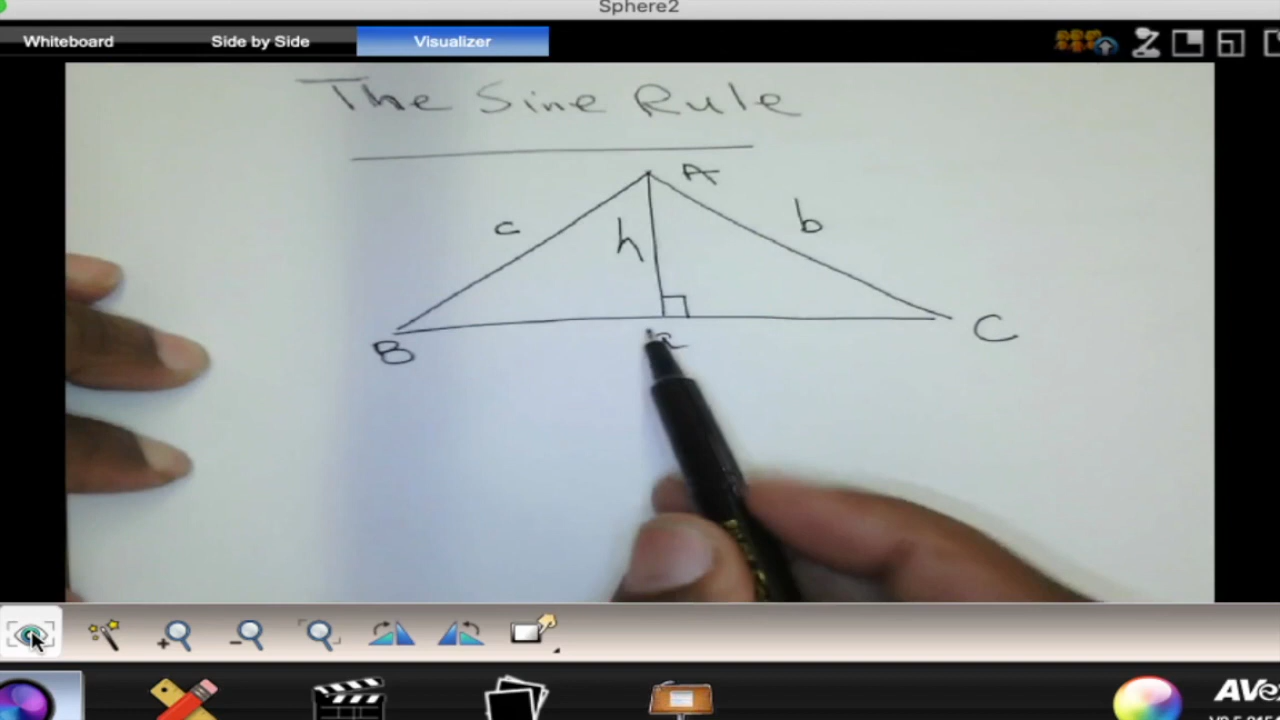 Sphere2
Whiteboard Side by Side Visualizer
The Sine Rule
A
c h b
B a C